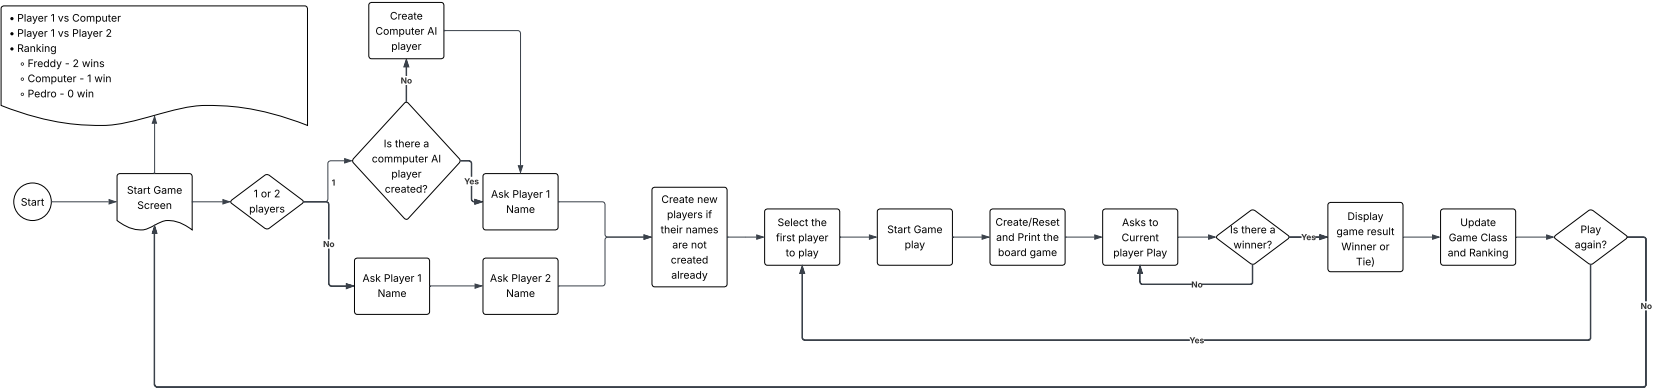 • Player 1 vs Computer
• Player 1 vs Player 2
• Ranking
◦ Freddy - 2 wins
◦ Computer - 1 win
◦ Pedro - 0 win
Start
Start Game
Screen
1 or 2
players
1
No
Is there a
commputer AI
player
created?
No
Create
Computer AI
player
Yes
Ask Player 1
Name
Ask Player 1
Name
Ask Player 2
Name
Create new
players if
their names
are not
created
already
Select the
first player
to play
Start Game
play
Create/Reset
and Print the
board game
Asks to
Current
player Play
Is there a
winner?
No
Yes
Display
game result
Winner or
Tie)
Update
Game Class
and Ranking
Play
again?
Yes
No